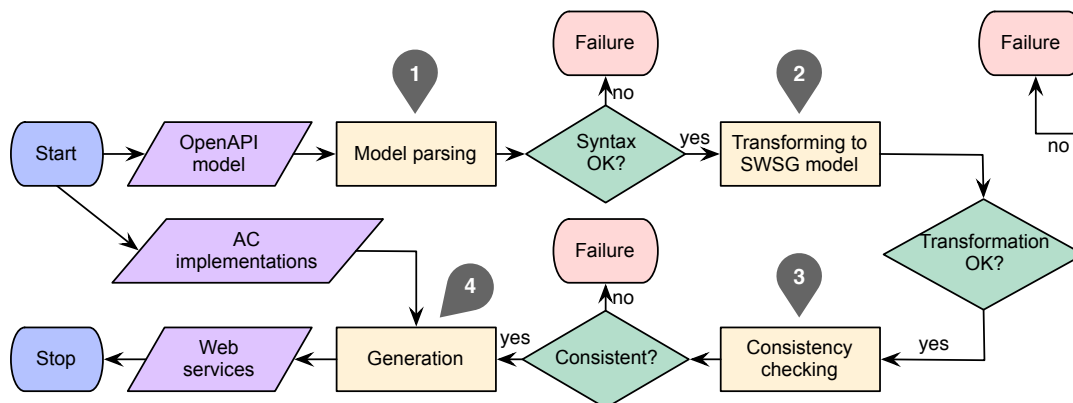 Failure
Failure
1
2
no
Start
OpenAPI
model
Model parsing
Syntax
OK?
yes
Transforming to
SWSG model
no
AC
implementations
Failure
Transformation
OK?
4
3
no
Stop
Web
services
Generation
yes
Consistent?
Consistency
checking
yes